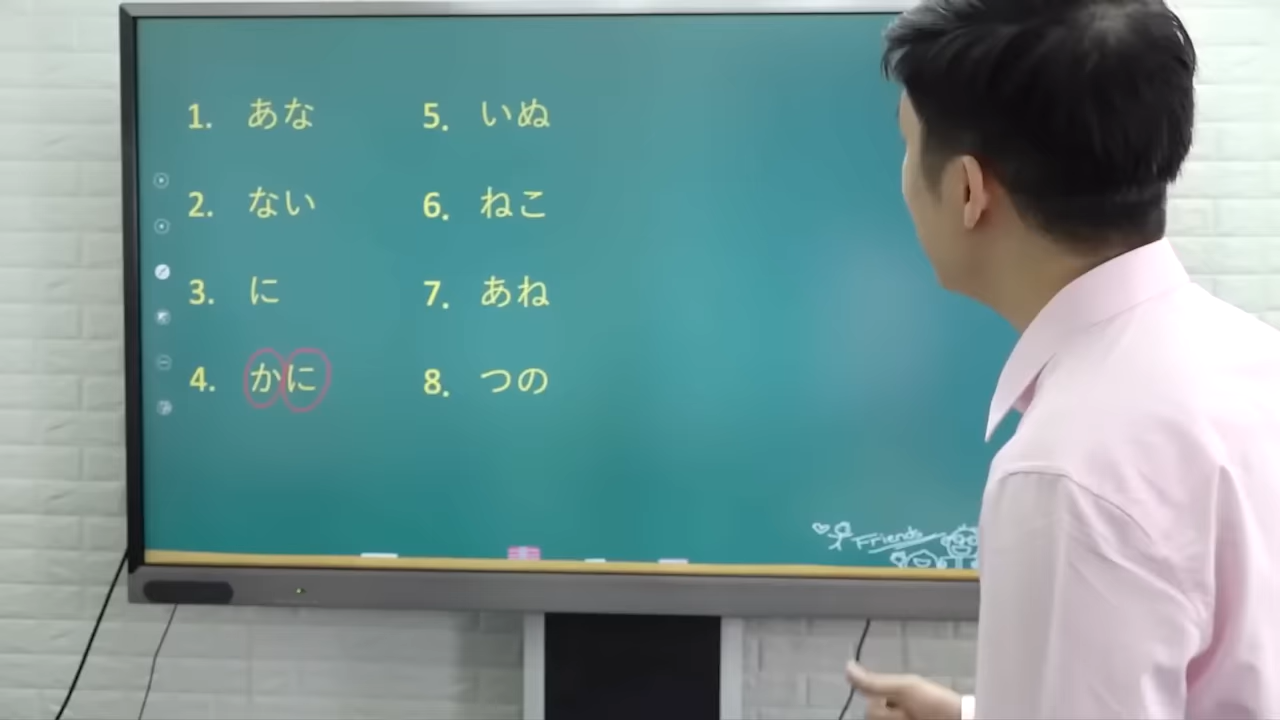 1. あな
2. ない
3. に
4. かに
5. いぬ
6. ねこ
7. あね
8. つの
Friends